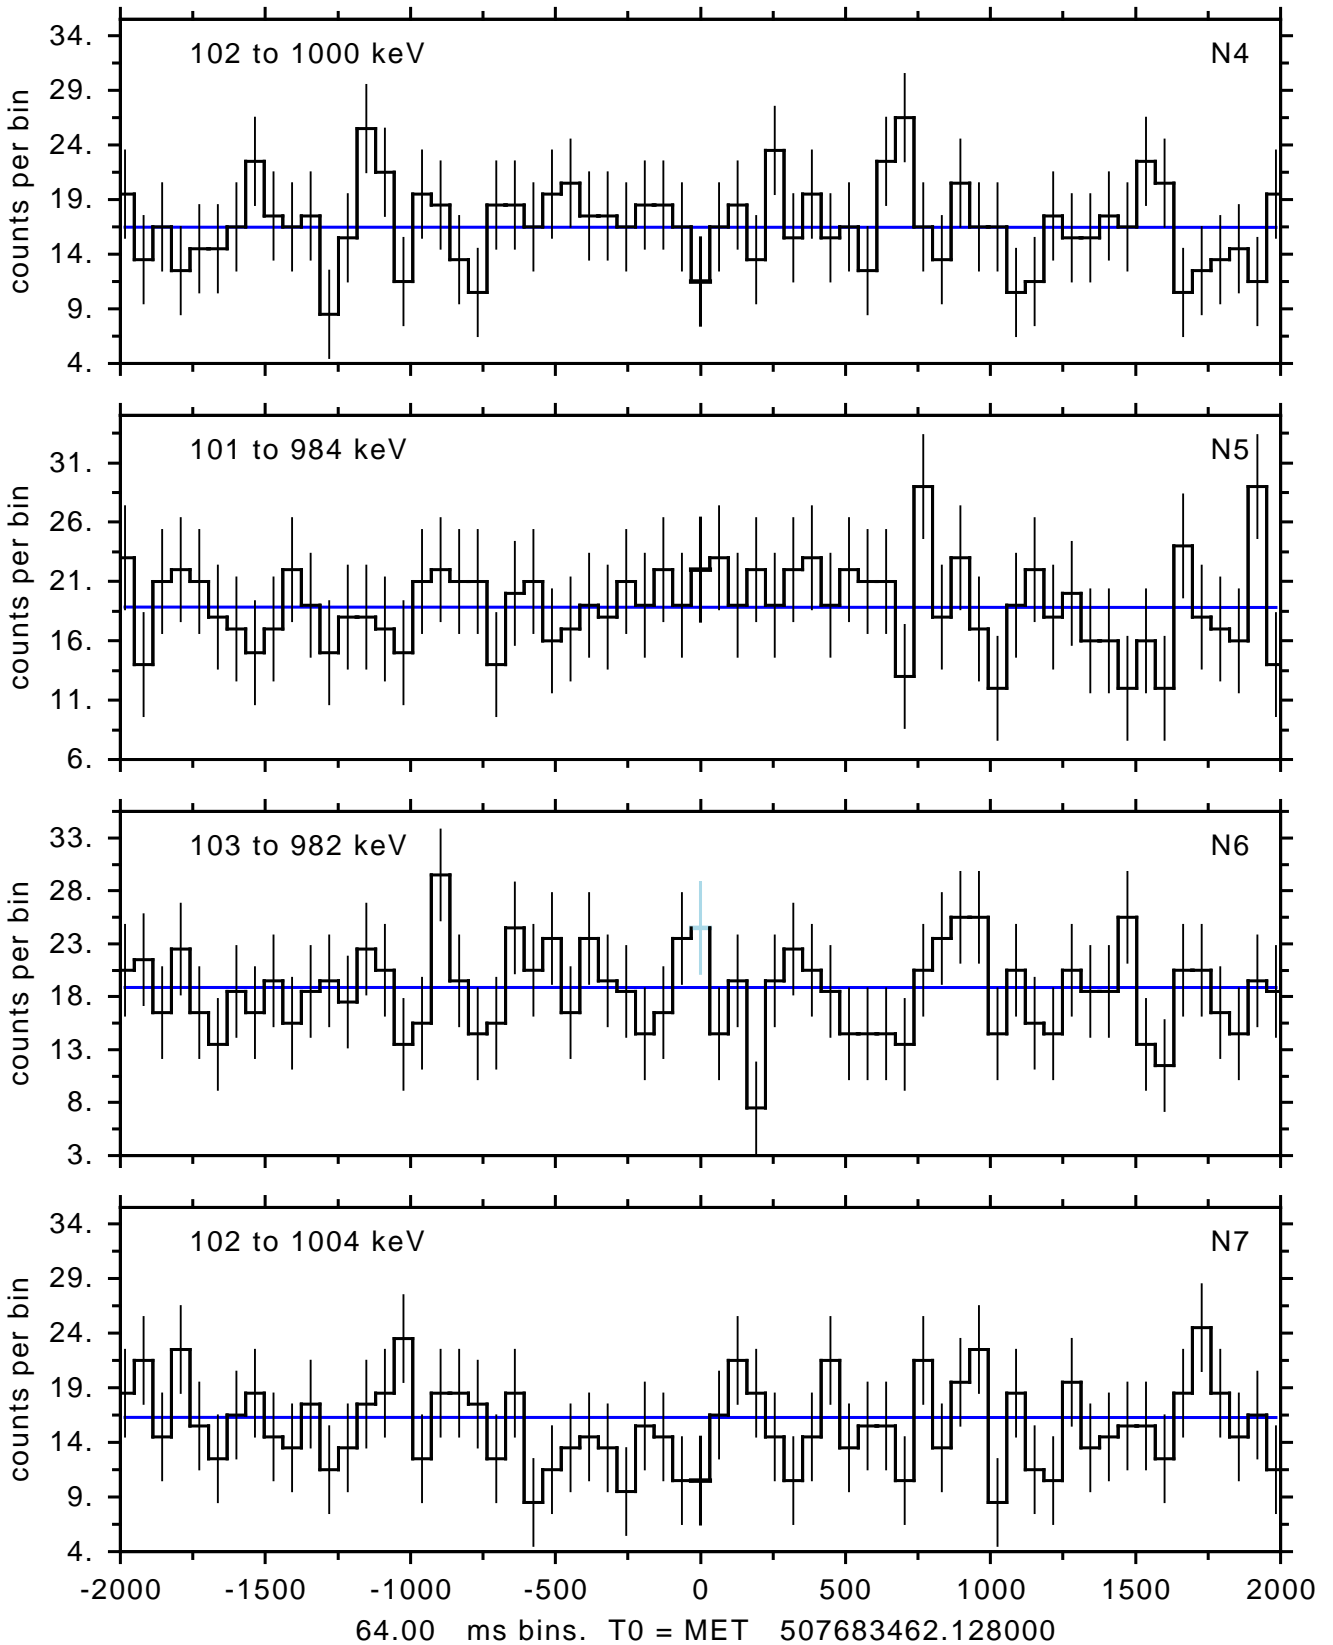 102 to 1000 keV N4
34.
29.
24.
19.
14.
9.
4.
counts per bin
101 to 984 keV N5
31.
26.
21.
16.
11.
6.
counts per bin
103 to 982 keV N6
33.
28.
23.
18.
13.
8.
3.
counts per bin
102 to 1004 keV N7
34.
29.
24.
19.
14.
9.
4.
counts per bin
-2000 -1500 -1000 -500 0 500 1000 1500 2000
64.00 ms bins. T0 = MET 507683462.128000